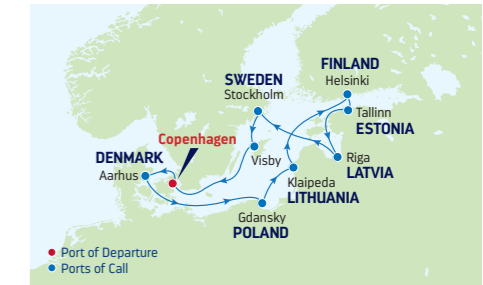 FINLAND
Helsinki
SWEDEN
Stockholm
Tallinn
ESTONIA
Copenhagen
DENMARK
Aarhus
Visby
Riga
LATVIA
Klaipeda
LITHUANIA
Gdansky
POLAND
Port of Departure
Ports of Call